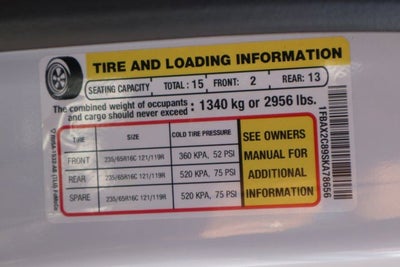 TIRE AND LOADING INFORMATION
SEATING CAPACITY TOTAL: 15 FRONT: 2 REAR: 13
The combined weight of occupants and cargo should never exceed : 1340 kg or 2956 lbs.
TIRE SIZE COLD TIRE PRESSURE
FRONT 235/65R16C 121/119R 360 KPA, 52 PSI
REAR 235/65R16C 121/119R 520 KPA, 75 PSI
SPARE 235/65R16C 121/119R 520 KPA, 75 PSI
SEE OWNERS
MANUAL FOR
ADDITIONAL
INFORMATION